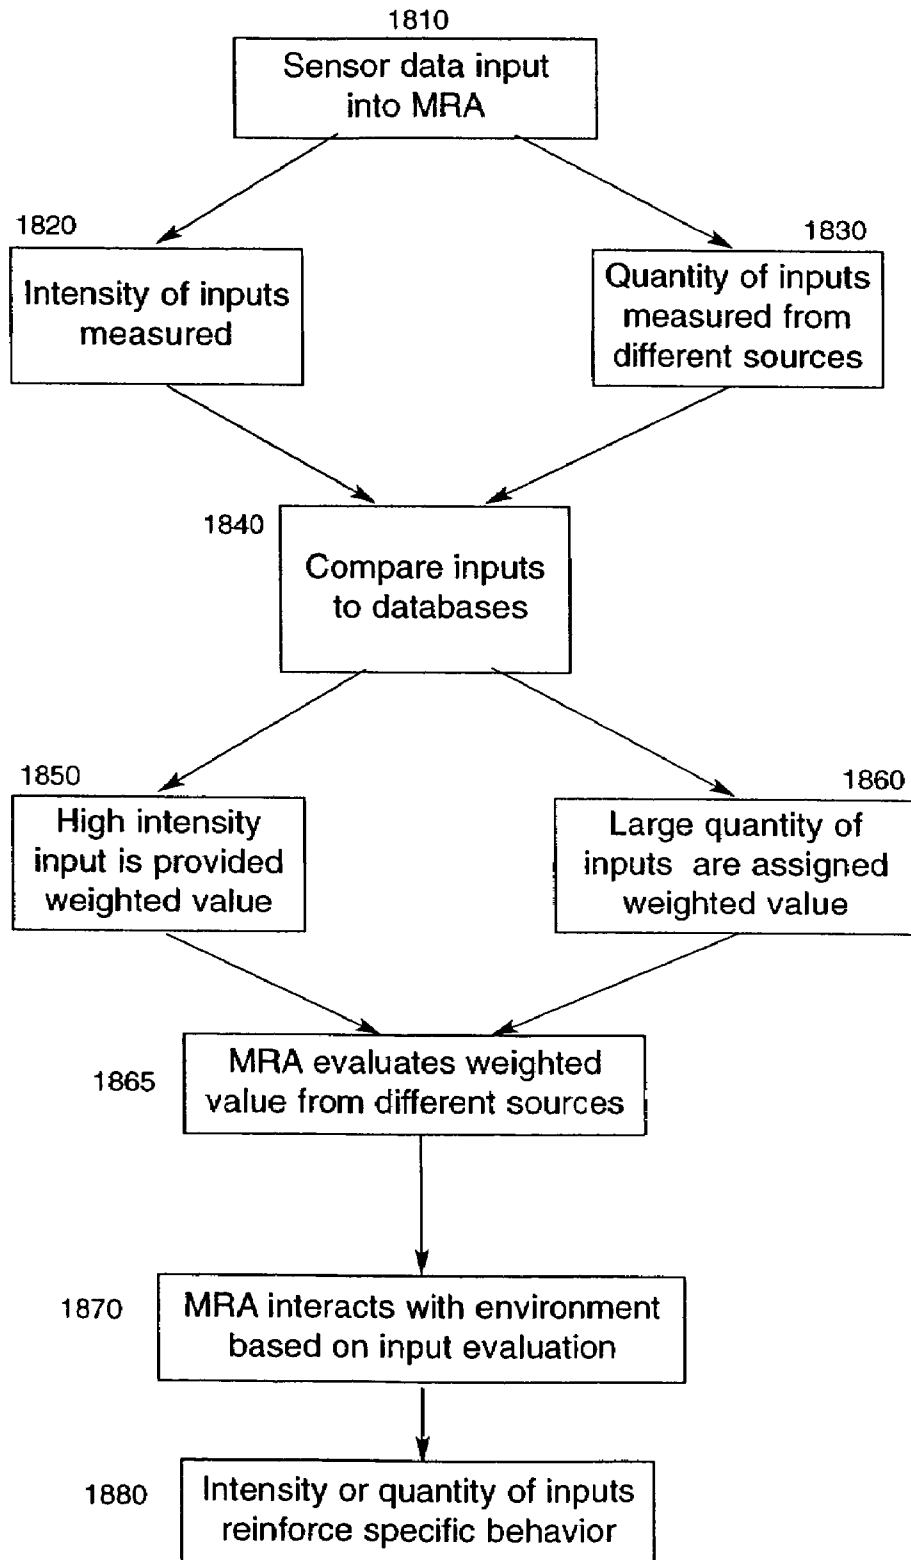 1810
Sensor data input
into MRA
1820
Intensity of inputs
measured
1830
Quantity of inputs
measured from
different sources
1840
Compare inputs
to databases
1850
High intensity
input is provided
weighted value
1860
Large quantity of
inputs are assigned
weighted value
1865
MRA evaluates weighted
value from different sources
1870
MRA interacts with environment
based on input evaluation
1880
Intensity or quantity of inputs
reinforce specific behavior